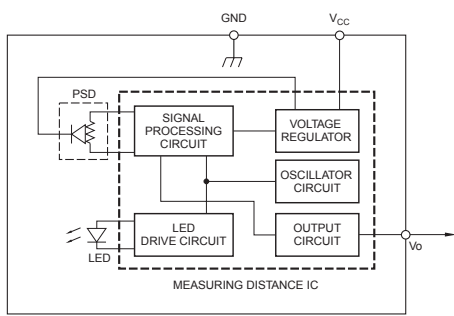 GND
VCC
PSD
SIGNAL
PROCESSING
CIRCUIT
VOLTAGE
REGULATOR
OSCILLATOR
CIRCUIT
LED
DRIVE CIRCUIT
OUTPUT
CIRCUIT
LED
Vo
MEASURING DISTANCE IC